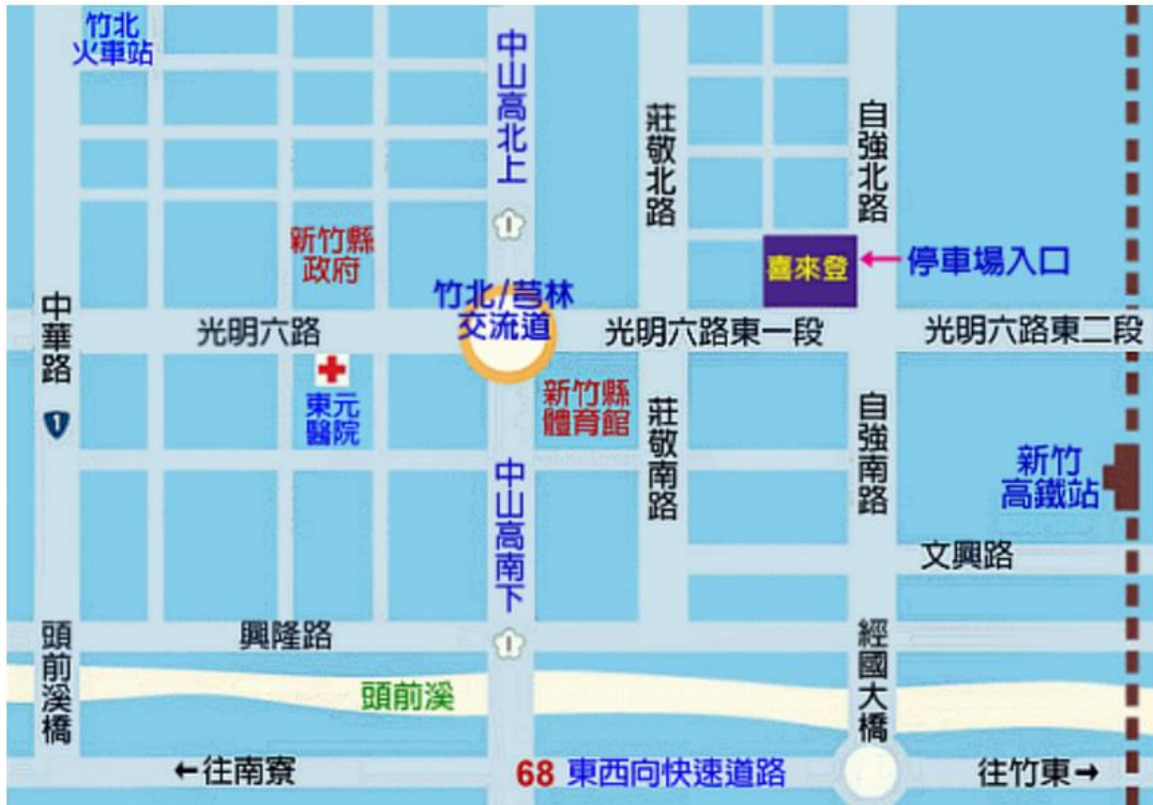 竹北
火車站
中山高北上
莊敬北路
自強北路
新竹縣
政府
喜來登
停車場入口
竹北/芎林
交流道
中華路
1
光明六路
光明六路東一段
光明六路東二段
東元
醫院
新竹縣
體育館
莊敬南路
自強南路
新竹
高鐵站
中山高南下
文興路
頭前溪橋
興隆路
1
經國大橋
頭前溪
←往南寮
68 東西向快速道路
往竹東→
1